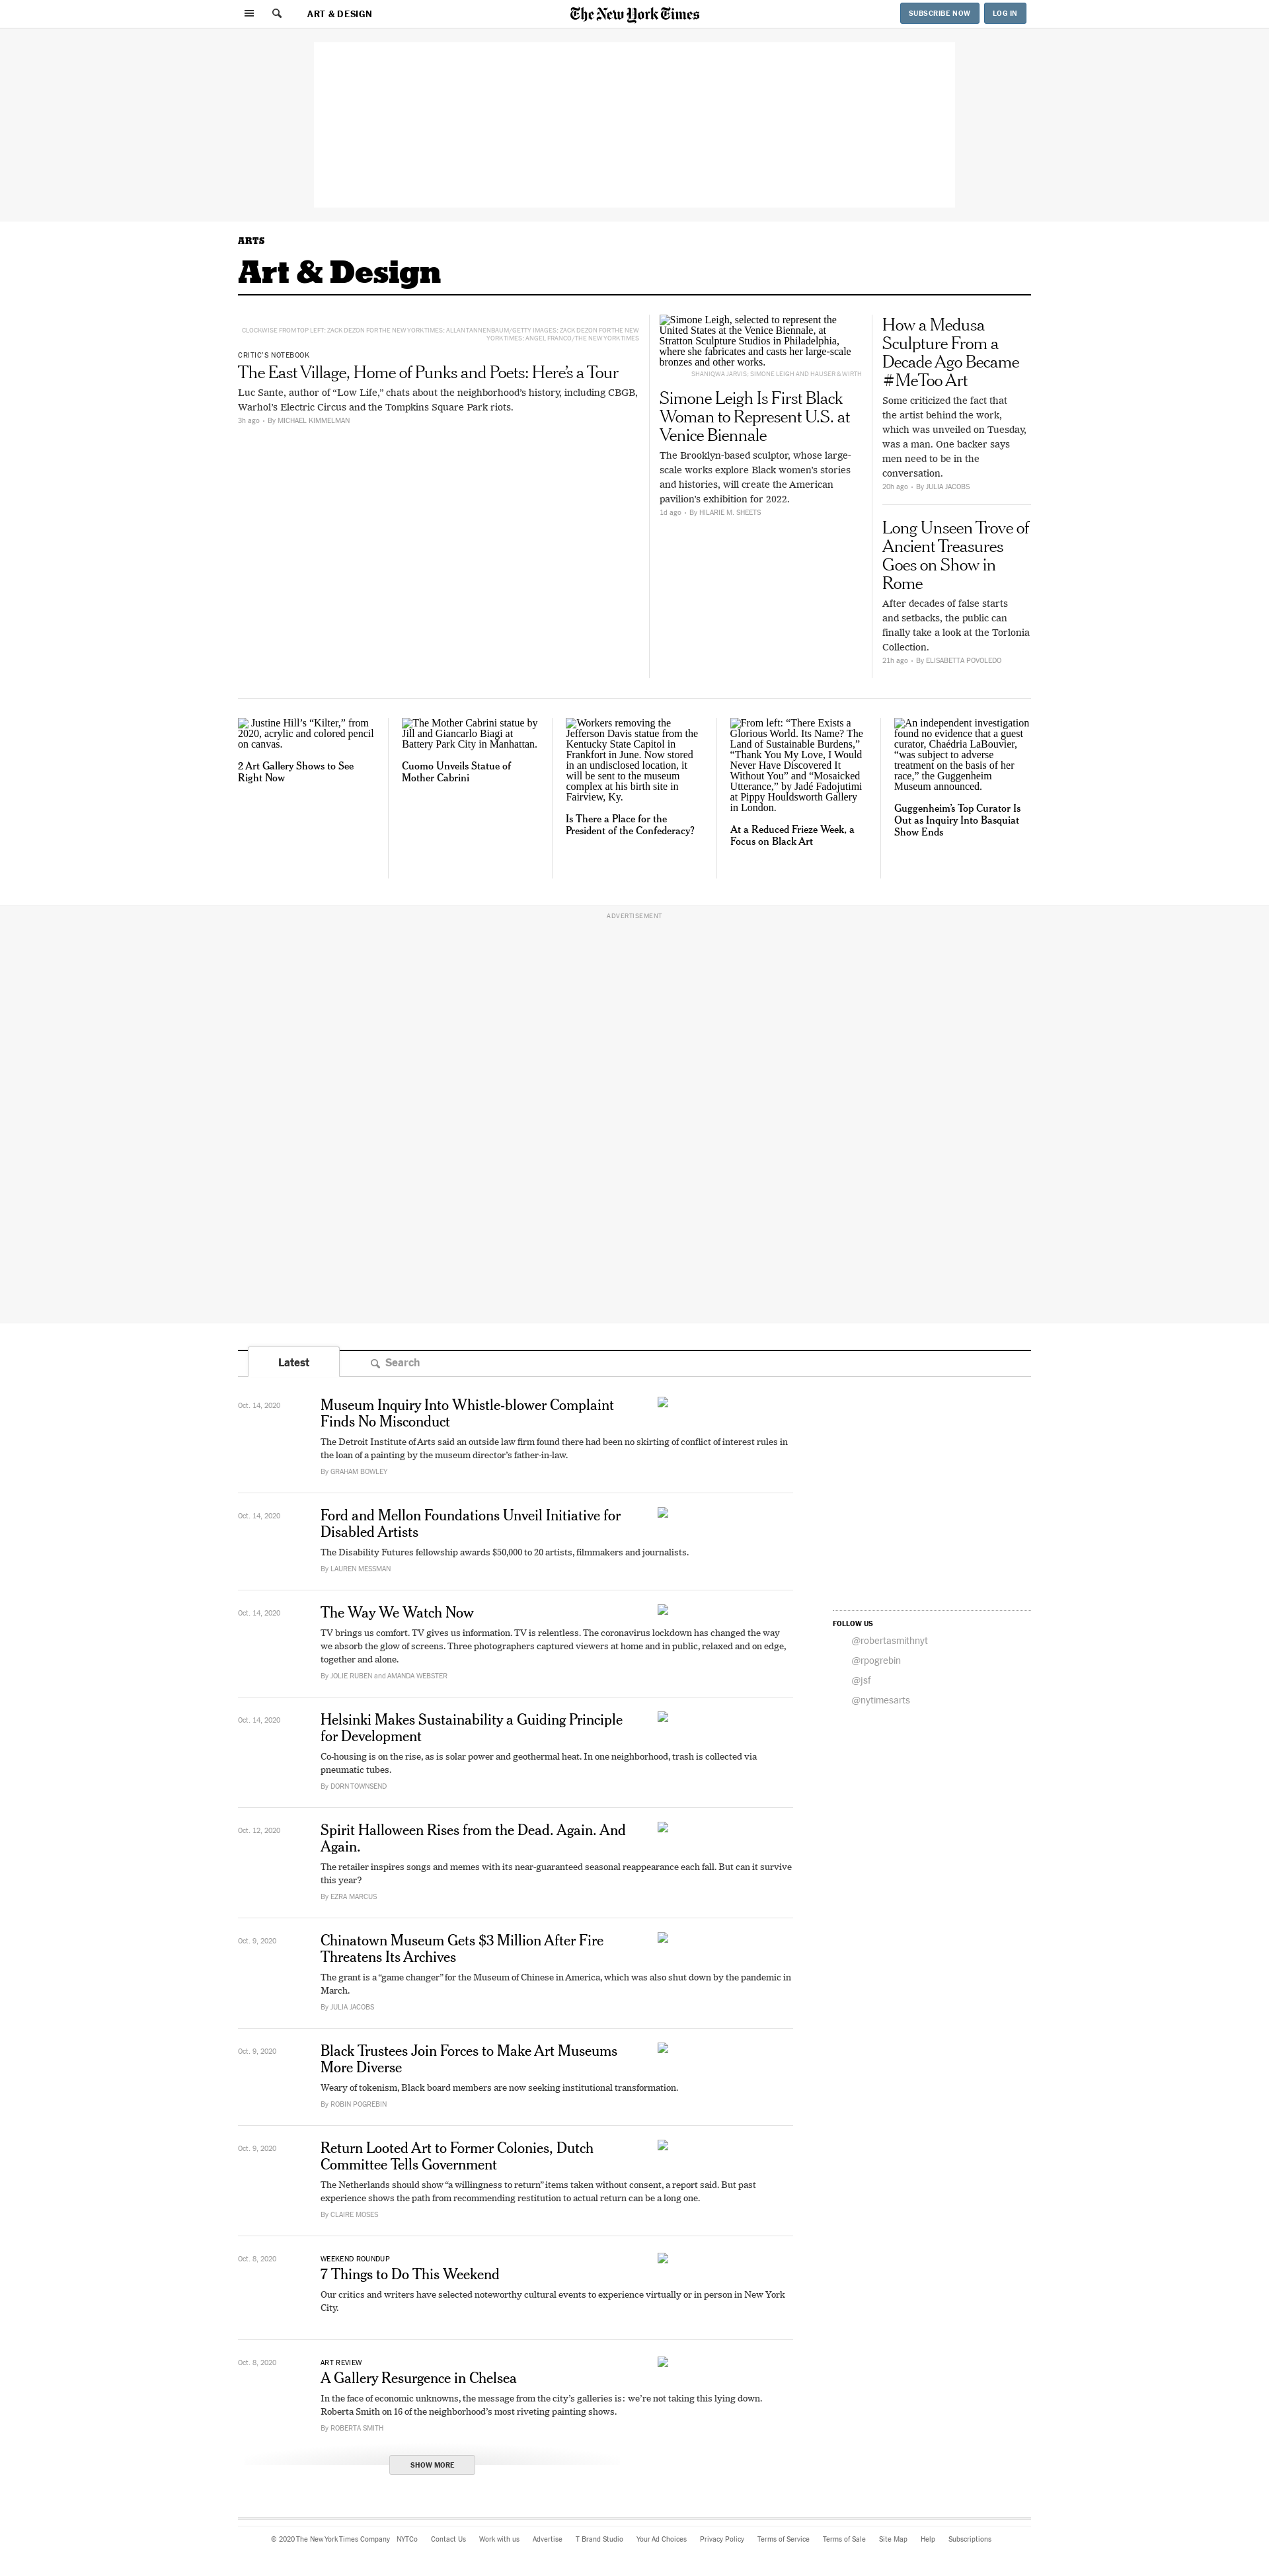 ART & DESIGN
The New York Times
SUBSCRIBE NOW
LOG IN
ARTS
Art & Design
CLOCKWISE FROM TOP LEFT: ZACK DEZON FOR THE NEW YORK TIMES; ALLAN TANNENBAUM/GETTY IMAGES; ZACK DEZON FOR THE NEW
YORK TIMES; ANGEL FRANCO/THE NEW YORK TIMES
CRITIC'S NOTEBOOK
The East Village, Home of Punks and Poets: Here's a Tour
Luc Sante, author of “Low Life,” chats about the neighborhood's history, including CBGB,
Warhol's Electric Circus and the Tompkins Square Park riots.
3h ago • By MICHAEL KIMMELMAN
Simone Leigh, selected to represent the
United States at the Venice Biennale, at
Stratton Sculpture Studios in Philadelphia,
where she fabricates and casts her large-scale
bronzes and other works.
SHANIQWA JARVIS; SIMONE LEIGH AND HAUSER & WIRTH
Simone Leigh Is First Black
Woman to Represent U.S. at
Venice Biennale
The Brooklyn-based sculptor, whose large-
scale works explore Black women's stories
and histories, will create the American
pavilion's exhibition for 2022.
1d ago • By HILARIE M. SHEETS
How a Medusa
Sculpture From a
Decade Ago Became
#MeToo Art
Some criticized the fact that
the artist behind the work,
which was unveiled on Tuesday,
was a man. One backer says
men need to be in the
conversation.
20h ago • By JULIA JACOBS
Long Unseen Trove of
Ancient Treasures
Goes on Show in
Rome
After decades of false starts
and setbacks, the public can
finally take a look at the Torlonia
Collection.
21h ago • By ELISABETTA POVOLEDO
Justine Hill's “Kilter,” from
2020, acrylic and colored pencil
on canvas.
2 Art Gallery Shows to See
Right Now
The Mother Cabrini statue by
Jill and Giancarlo Biagi at
Battery Park City in Manhattan.
Cuomo Unveils Statue of
Mother Cabrini
Workers removing the
Jefferson Davis statue from the
Kentucky State Capitol in
Frankfort in June. Now stored
in an undisclosed location, it
will be sent to the museum
complex at his birth site in
Fairview, Ky.
Is There a Place for the
President of the Confederacy?
From left: “There Exists a
Glorious World. Its Name? The
Land of Sustainable Burdens,”
“Thank You My Love, I Would
Never Have Discovered It
Without You” and “Mosaicked
Utterance,” by Jadé Fadojutimi
at Pippy Houldsworth Gallery
in London.
At a Reduced Frieze Week, a
Focus on Black Art
An independent investigation
found no evidence that a guest
curator, Chaédria LaBouvier,
“was subject to adverse
treatment on the basis of her
race,” the Guggenheim
Museum announced.
Guggenheim's Top Curator Is
Out as Inquiry Into Basquiat
Show Ends
ADVERTISEMENT
Latest
Search
Oct. 14, 2020
Museum Inquiry Into Whistle-blower Complaint
Finds No Misconduct
The Detroit Institute of Arts said an outside law firm found there had been no skirting of conflict of interest rules in
the loan of a painting by the museum director's father-in-law.
By GRAHAM BOWLEY
Oct. 14, 2020
Ford and Mellon Foundations Unveil Initiative for
Disabled Artists
The Disability Futures fellowship awards $50,000 to 20 artists, filmmakers and journalists.
By LAUREN MESSMAN
Oct. 14, 2020
The Way We Watch Now
TV brings us comfort. TV gives us information. TV is relentless. The coronavirus lockdown has changed the way
we absorb the glow of screens. Three photographers captured viewers at home and in public, relaxed and on edge,
together and alone.
By JOLIE RUBEN and AMANDA WEBSTER
FOLLOW US
@robertasmithnyt
@rpogrebin
@jsf
@nytimesarts
Oct. 14, 2020
Helsinki Makes Sustainability a Guiding Principle
for Development
Co-housing is on the rise, as is solar power and geothermal heat. In one neighborhood, trash is collected via
pneumatic tubes.
By DORN TOWNSEND
Oct. 12, 2020
Spirit Halloween Rises from the Dead. Again. And
Again.
The retailer inspires songs and memes with its near-guaranteed seasonal reappearance each fall. But can it survive
this year?
By EZRA MARCUS
Oct. 9, 2020
Chinatown Museum Gets $3 Million After Fire
Threatens Its Archives
The grant is a “game changer” for the Museum of Chinese in America, which was also shut down by the pandemic in
March.
By JULIA JACOBS
Oct. 9, 2020
Black Trustees Join Forces to Make Art Museums
More Diverse
Weary of tokenism, Black board members are now seeking institutional transformation.
By ROBIN POGREBIN
Oct. 9, 2020
Return Looted Art to Former Colonies, Dutch
Committee Tells Government
The Netherlands should show “a willingness to return” items taken without consent, a report said. But past
experience shows the path from recommending restitution to actual return can be a long one.
By CLAIRE MOSES
Oct. 8, 2020
WEEKEND ROUNDUP
7 Things to Do This Weekend
Our critics and writers have selected noteworthy cultural events to experience virtually or in person in New York
City.
Oct. 8, 2020
ART REVIEW
A Gallery Resurgence in Chelsea
In the face of economic unknowns, the message from the city's galleries is: we're not taking this lying down.
Roberta Smith on 16 of the neighborhood's most riveting painting shows.
By ROBERTA SMITH
SHOW MORE
© 2020 The New York Times Company NYTCo Contact Us Work with us Advertise T Brand Studio Your Ad Choices Privacy Policy Terms of Service Terms of Sale Site Map Help Subscriptions